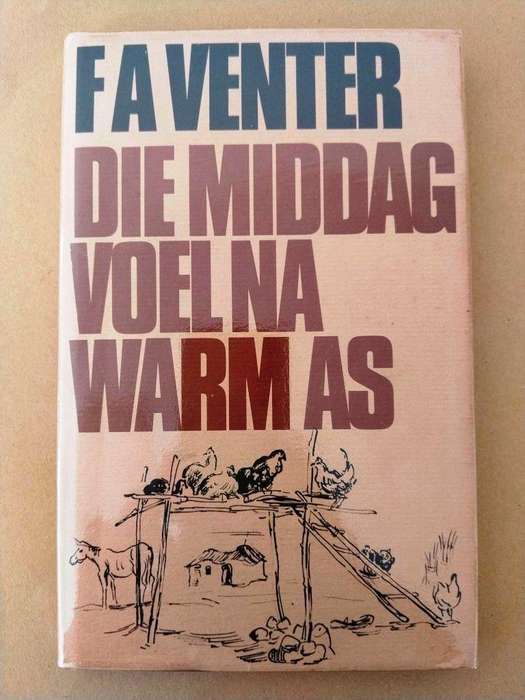 F A VENTER
DIE MIDDAG
VOEL NA
WARM AS